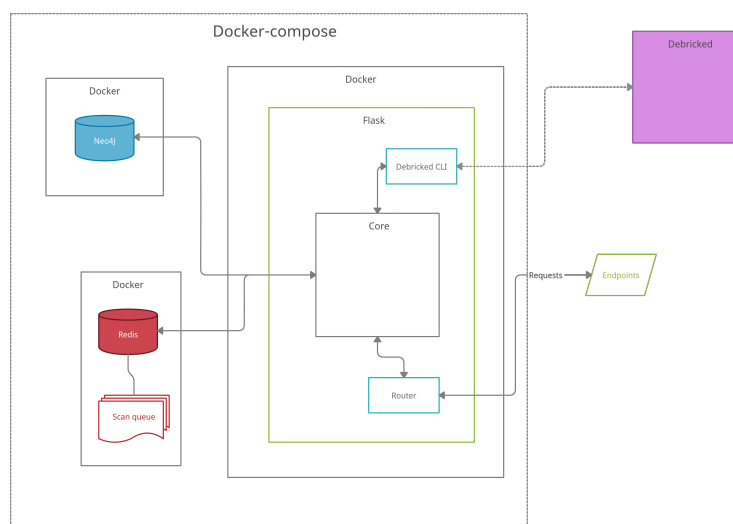 Docker-compose
Docker
Neo4J
Docker
Flask
Debricked CLI
Core
Router
Docker
Redis
Scan queue
Debricked
Requests
Endpoints